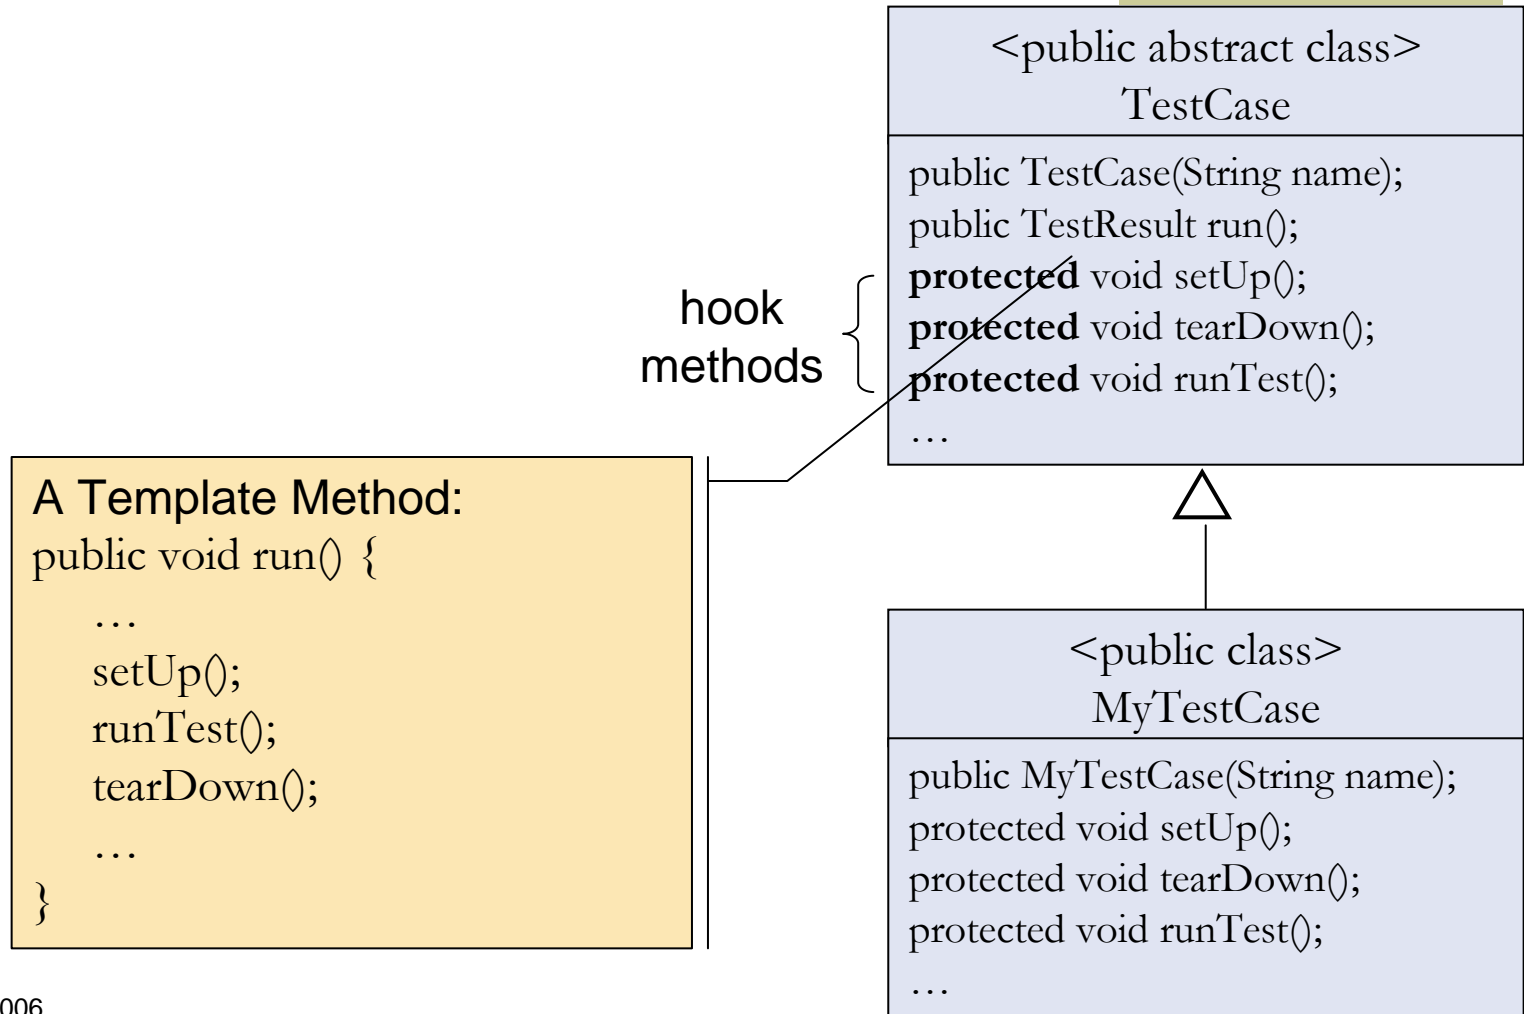 <public abstract class>
TestCase
public TestCase(String name);
public TestResult run();
protected void setUp();
protected void tearDown();
protected void runTest();
…
hook
methods
A Template Method:
public void run() {
…
setUp();
runTest();
tearDown();
…
}
<public class>
MyTestCase
public MyTestCase(String name);
protected void setUp();
protected void tearDown();
protected void runTest();
…
006